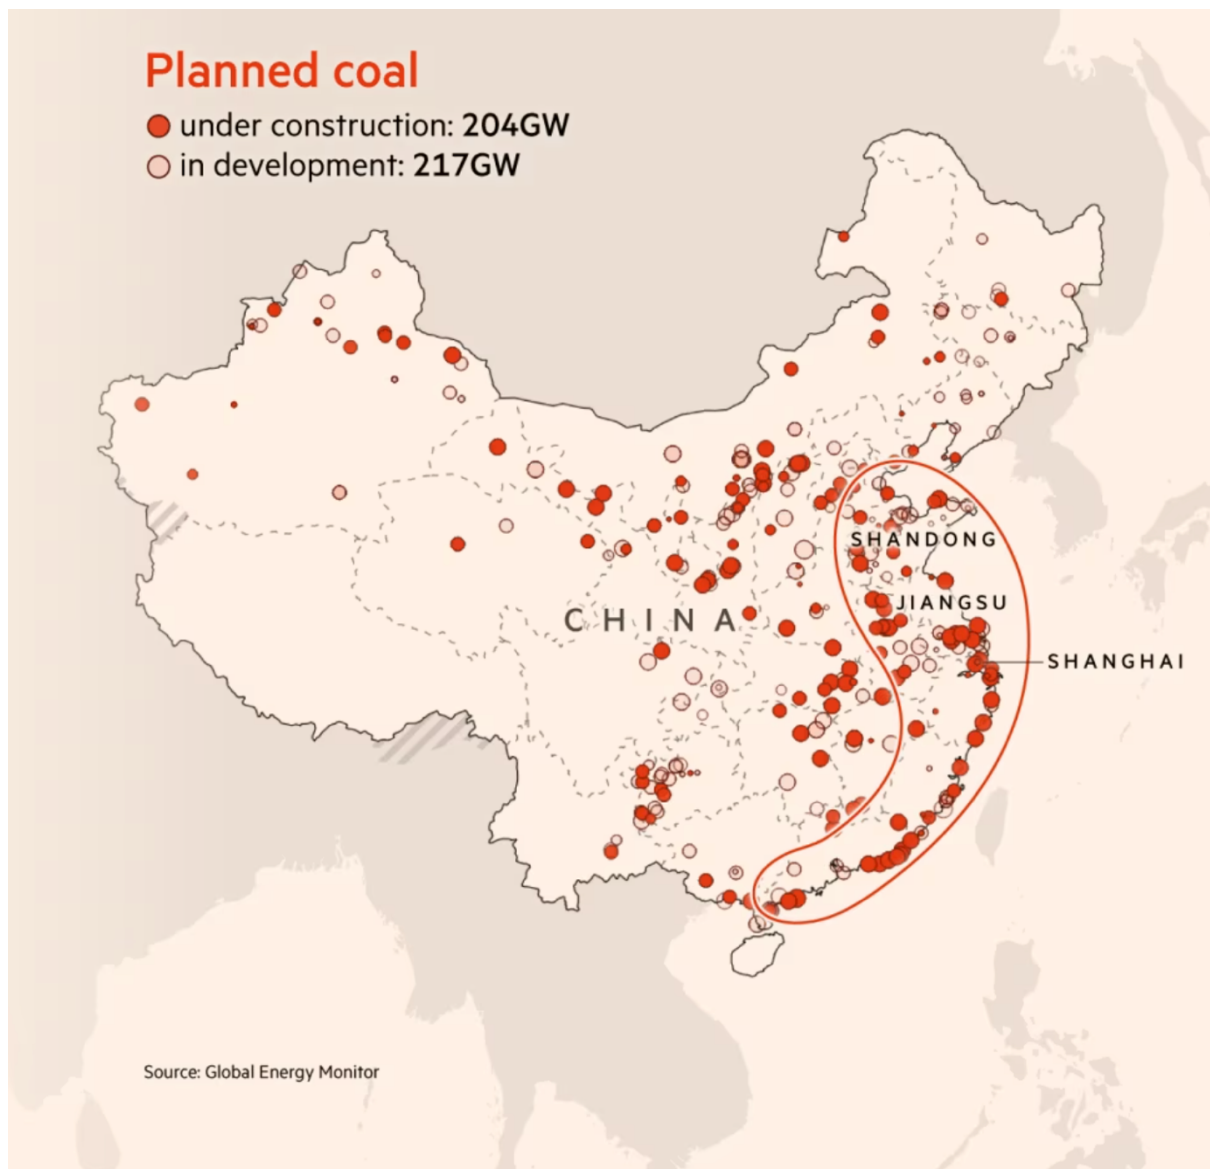 Planned coal
under construction: 204GW
in development: 217GW
SHANDONG
JIANGSU
CHINA
SHANGHAI
Source: Global Energy Monitor